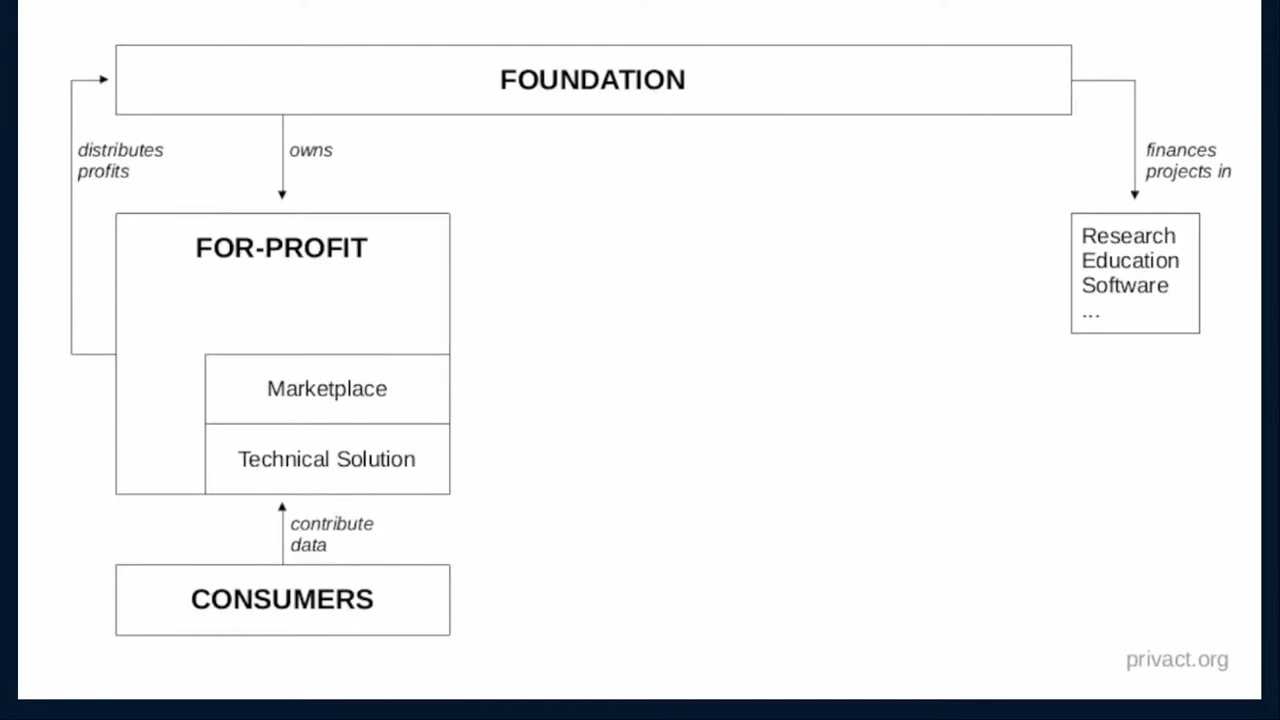 FOUNDATION
distributes
profits
owns
finances
projects in
FOR-PROFIT
Research
Education
Software
...
Marketplace
Technical Solution
contribute
data
CONSUMERS
privact.org